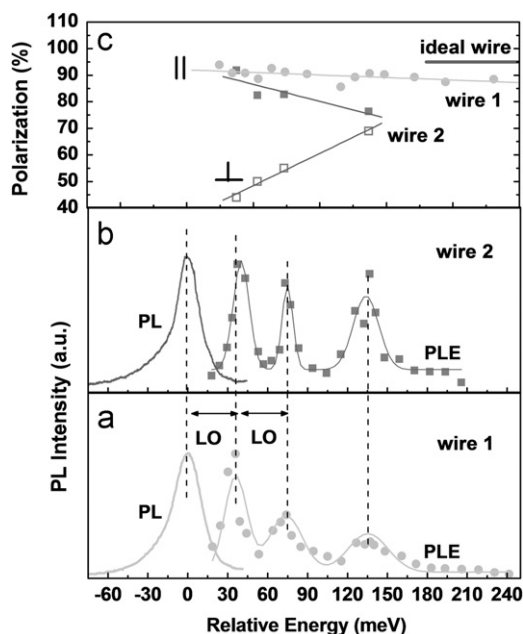 Polarization (%)
110
100
90
80
70
60
50
40
c
||
⊥
ideal wire
wire 1
wire 2
PL Intensity (a.u.)
b
wire 2
PL
PLE
a
LO
LO
wire 1
PL
PLE
-60 -30 0 30 60 90 120 150 180 210 240
Relative Energy (meV)